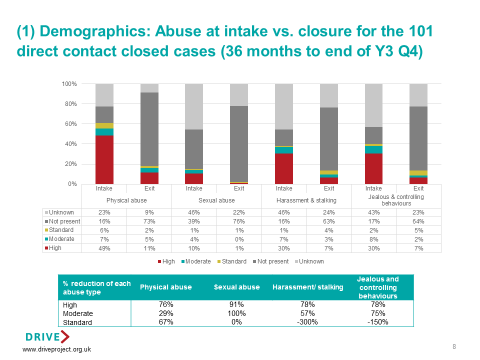 (1) Demographics: Abuse at intake vs. closure for the 101
direct contact closed cases (36 months to end of Y3 Q4)
100%
80%
60%
40%
20%
0%
Intake Exit Intake Exit Intake Exit Intake Exit
Physical abuse Sexual abuse Harassment & stalking Jealous & controlling
behaviours
Unknown 23% 9% 46% 22% 46% 24% 43% 23%
Not present 16% 73% 39% 76% 16% 63% 17% 64%
Standard 6% 2% 1% 1% 1% 4% 2% 5%
Moderate 7% 5% 4% 0% 7% 3% 8% 2%
High 49% 11% 10% 1% 30% 7% 30% 7%
High Moderate Standard Not present Unknown
% reduction of each
abuse type Physical abuse Sexual abuse Harassment/ stalking Jealous and
controlling
behaviours
High 76% 91% 78% 78%
Moderate 29% 100% 57% 75%
Standard 67% 0% -300% -150%
DRIVE
www.driveproject.org.uk
8